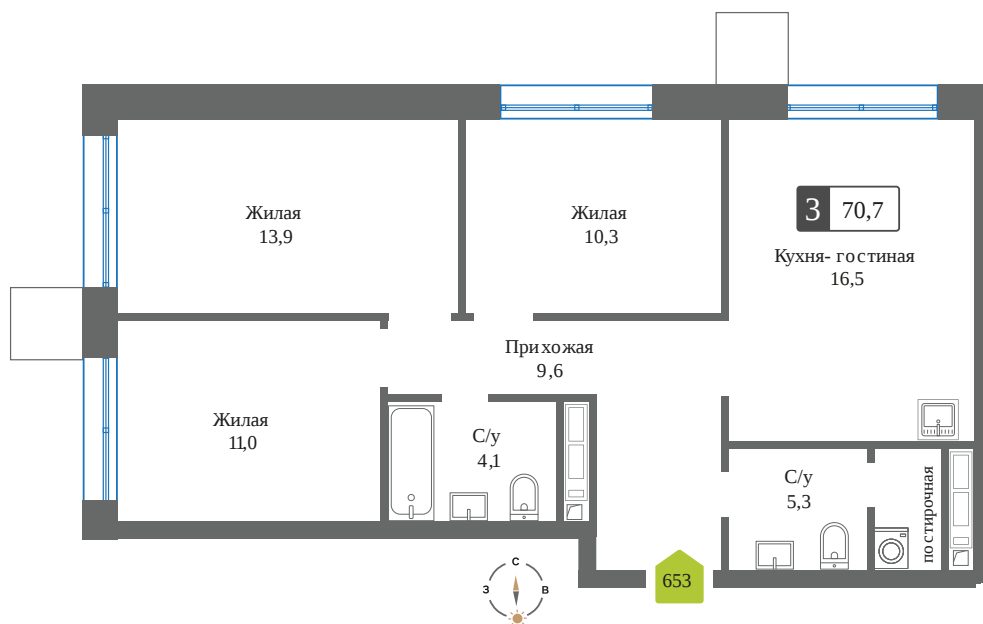 Жилая
13,9
Жилая
10,3
3 70,7
Кухня- гостиная
16,5
Прихожая
9,6
Жилая
11,0
С/у
4,1
С/у
5,3
постирочная
653
С
З
В